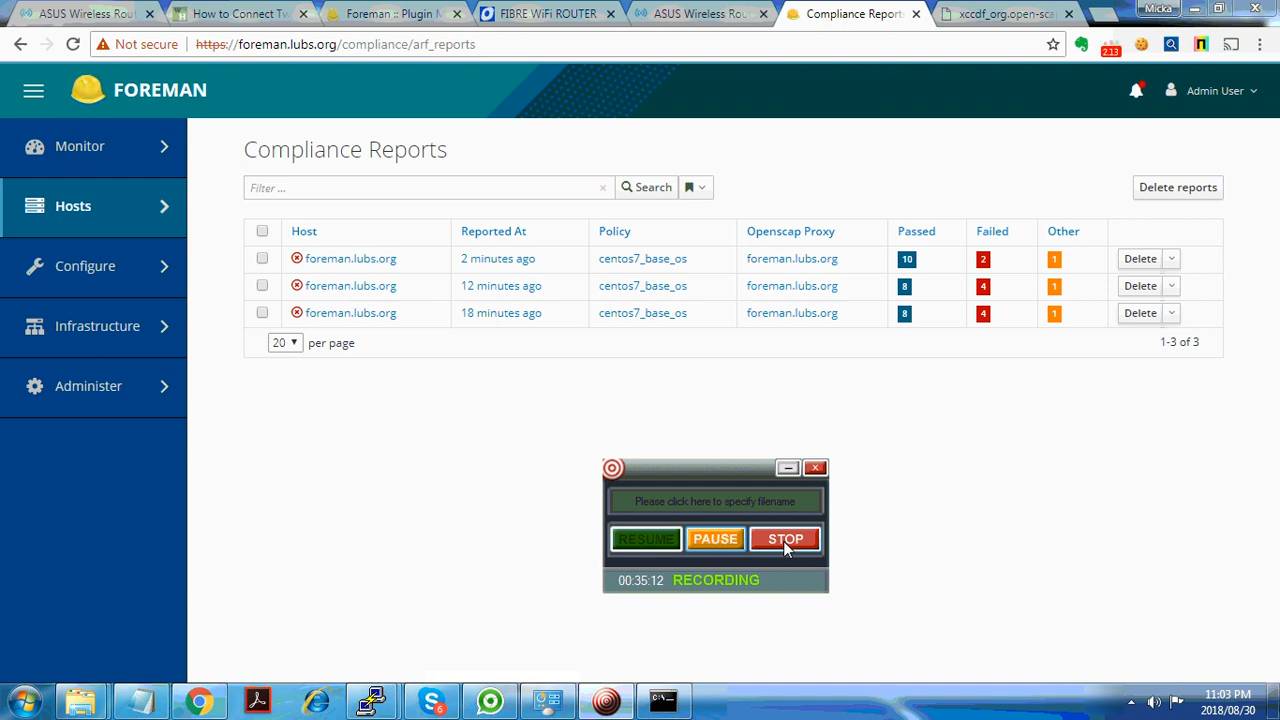 ASUS Wireless Rout
How to Connect Tw
Foreman :: Plugin M
FIBRE WiFi ROUTER
ASUS Wireless Rou
Compliance Reports
xccdf_org.open-sca
Micka
Not secure
https://foreman.lubs.org/compliance/arf_reports
2.13
FOREMAN
Admin User
Monitor
Hosts
Configure
Infrastructure
Administer
Compliance Reports
Filter ...
Search
Delete reports
Host Reported At Policy Openscap Proxy Passed Failed Other
foreman.lubs.org 2 minutes ago centos7_base_os foreman.lubs.org 10 2 1 Delete
foreman.lubs.org 12 minutes ago centos7_base_os foreman.lubs.org 8 4 1 Delete
foreman.lubs.org 18 minutes ago centos7_base_os foreman.lubs.org 8 4 1 Delete
20 per page
1-3 of 3
Please click here to specify filename
RESUME PAUSE STOP
00:35:12 RECORDING
6
11:03 PM
2018/08/30